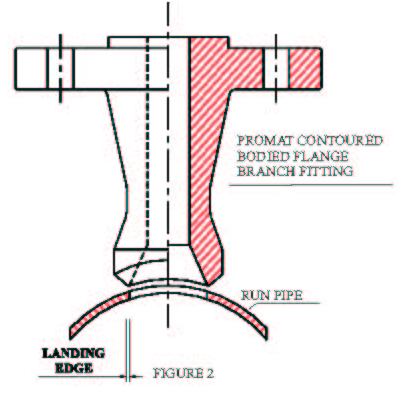 PROMAT CONTOURED
BODIED FLANGE
BRANCH FITTING
RUN PIPE
LANDING
EDGE
FIGURE 2